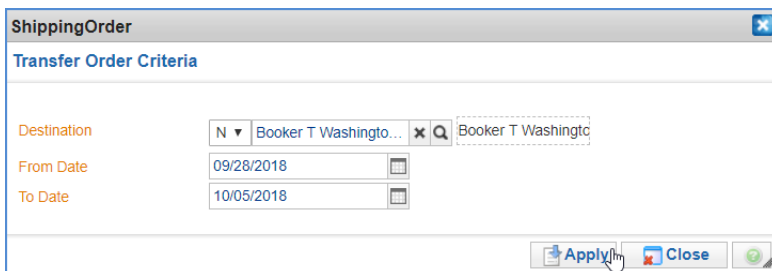 ShippingOrder
Transfer Order Criteria
Destination N Booker T Washingto... Booker T Washingtc
From Date 09/28/2018
To Date 10/05/2018
Apply Close